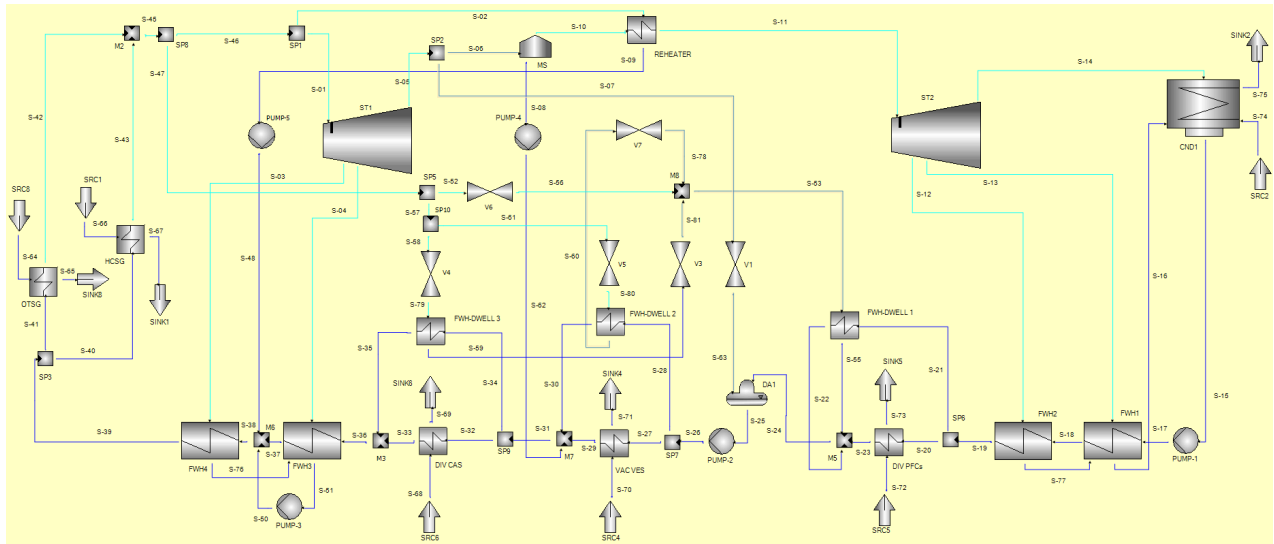 S-02
S-11
S-45
SINK2
S-10
M2
SP8
S-46
SP1
SP2
S-06
S-14
MS
REHEATER
S-47
S-09
S-05
S-07
S-75
S-42
S-01
ST1
S-08
ST2
S-74
S-43
PUMP-5
PUMP-4
CND1
V7
S-78
SRC8
SRC1
S-03
SP5
S-52
M8
S-12
S-13
SRC2
S-04
V6
S-56
S-53
S-66
S-67
S-57
SP10
S-61
S-81
S-64
HCSG
S-58
S-60
S-16
S-65
S-48
V4
V5
V3
V1
OTSG
SINK8
S-79
S-62
S-80
S-41
SINK1
FWH-DWELL 3
FWH-DWELL 2
FWH-DWELL 1
S-40
S-35
S-59
S-55
SP3
S-34
S-30
S-28
S-63
SINK5
S-21
SINK6
SINK4
DA1
S-22
S-15
S-69
S-71
S-73
FWH2
FWH1
S-25
SP6
S-39
S-38
M6
S-36
S-33
S-32
S-31
M7
S-27
S-26
S-24
M5
S-20
S-19
S-18
S-17
S-37
M3
SP9
S-29
SP7
S-23
S-76
FWH4
FWH3
DIV CAS
VAC VES
PUMP-2
DIV PFCs
S-77
PUMP-1
S-51
S-68
S-70
S-72
S-50
PUMP-3
SRC6
SRC4
SRC5